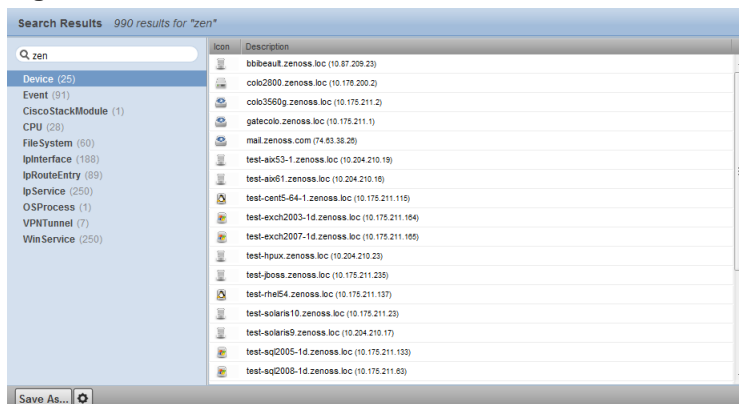 Search Results 990 results for "zen"
zen
Device (25)
Event (91)
CiscoStackModule (1)
CPU (28)
FileSystem (60)
IpInterface (188)
IpRouteEntry (89)
IpService (250)
OSProcess (1)
VPNTunnel (7)
WinService (250)
Icon Description
bbibeault.zenoss.loc (10.87.209.23)
colo2800.zenoss.loc (10.176.200.2)
colo3560g.zenoss.loc (10.175.211.2)
gatecolo.zenoss.loc (10.175.211.1)
mail.zenoss.com (74.63.38.26)
test-aix53-1.zenoss.loc (10.204.210.19)
test-aix61.zenoss.loc (10.204.210.16)
test-cent5-64-1.zenoss.loc (10.175.211.115)
test-exch2003-1d.zenoss.loc (10.175.211.164)
test-exch2007-1d.zenoss.loc (10.175.211.165)
test-hpux.zenoss.loc (10.204.210.23)
test-jboss.zenoss.loc (10.175.211.235)
test-rhel54.zenoss.loc (10.175.211.137)
test-solaris10.zenoss.loc (10.175.211.23)
test-solaris9.zenoss.loc (10.204.210.17)
test-sql2005-1d.zenoss.loc (10.175.211.133)
test-sql2008-1d.zenoss.loc (10.175.211.63)
Save As...